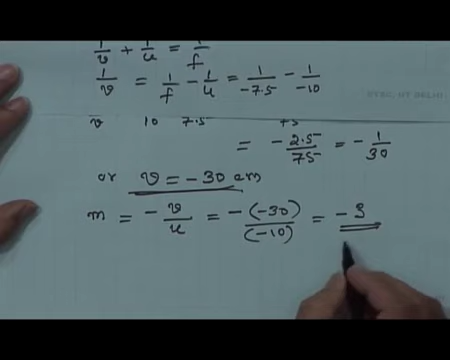 1/v + 1/u = 1/f
1/v = 1/f - 1/u = 1/-7.5 - 1/-10
= - 2.5/75 = - 1/30
or v = - 30 cm
m = - v/u = - (-30)/(-10) = - 3